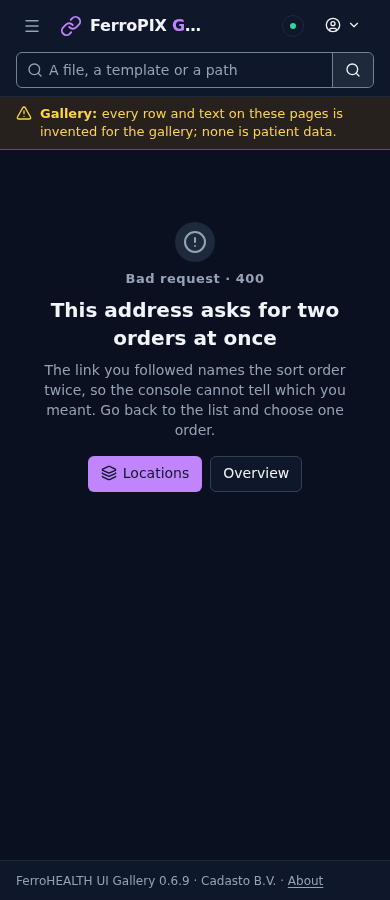 FerroPIX G...
A file, a template or a path
Gallery: every row and text on these pages is
invented for the gallery; none is patient data.
Bad request · 400
This address asks for two
orders at once
The link you followed names the sort order
twice, so the console cannot tell which you
meant. Go back to the list and choose one
order.
Locations
Overview
FerroHEALTH UI Gallery 0.6.9 · Cadasto B.V. · About